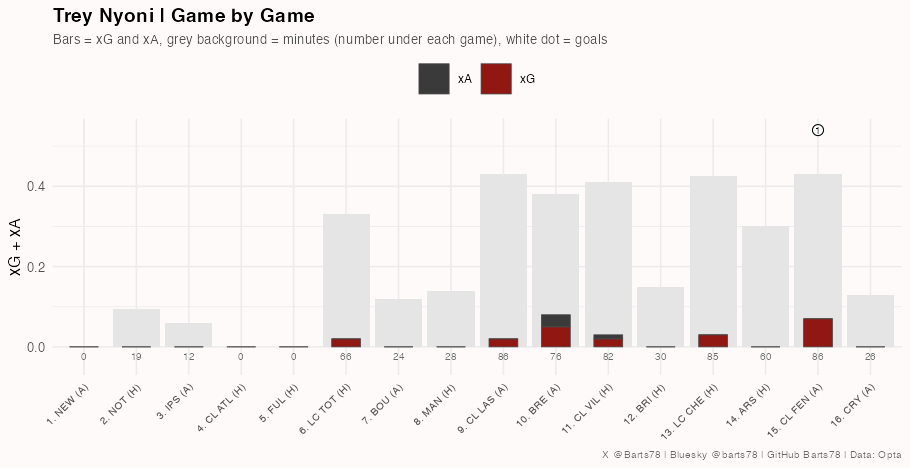 Trey Nyoni | Game by Game
Bars = xG and xA, grey background = minutes (number under each game), white dot = goals
xA xG
1
xG + xA
0.4
0.2
0.0
0 19 12 0 0 66 24 28 86 76 82 30 85 60 86 26
1. NEW (A)
2. NOT (H)
3. IPS (A)
4. CL ATL (H)
5. FUL (H)
6. LC TOT (H)
7. BOU (A)
8. MAN (H)
9. CL LAS (A)
10. BRE (A)
11. CL VIL (H)
12. BRI (H)
13. LC CHE (H)
14. ARS (H)
15. CL FEN (A)
16. CRY (A)
X @Barts78 | Bluesky @barts78 | GitHub Barts78 | Data: Opta